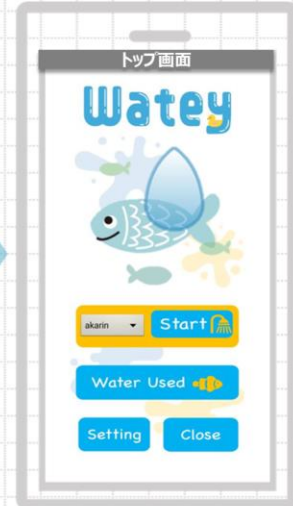 トップ画面
Watey
akarin Start
Water Used
Setting Close